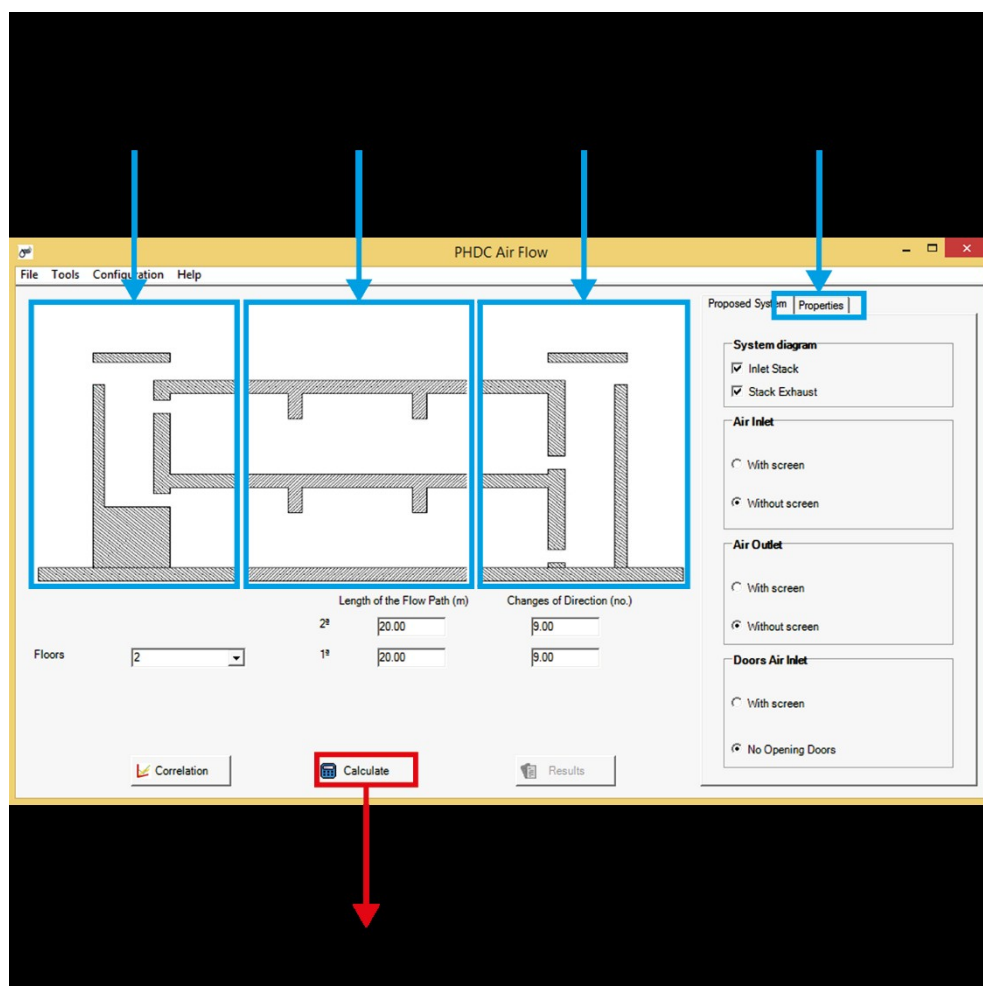 PHDC Air Flow
File Tools Configuration Help
Proposed System Properties
System diagram
Inlet Stack
Stack Exhaust
Air Inlet
With screen
Without screen
Air Outlet
With screen
Without screen
Doors Air Inlet
With screen
No Opening Doors
Length of the Flow Path (m) Changes of Direction (no.)
2ª 20.00 9.00
Floors 2 1ª 20.00 9.00
Correlation Calculate Results